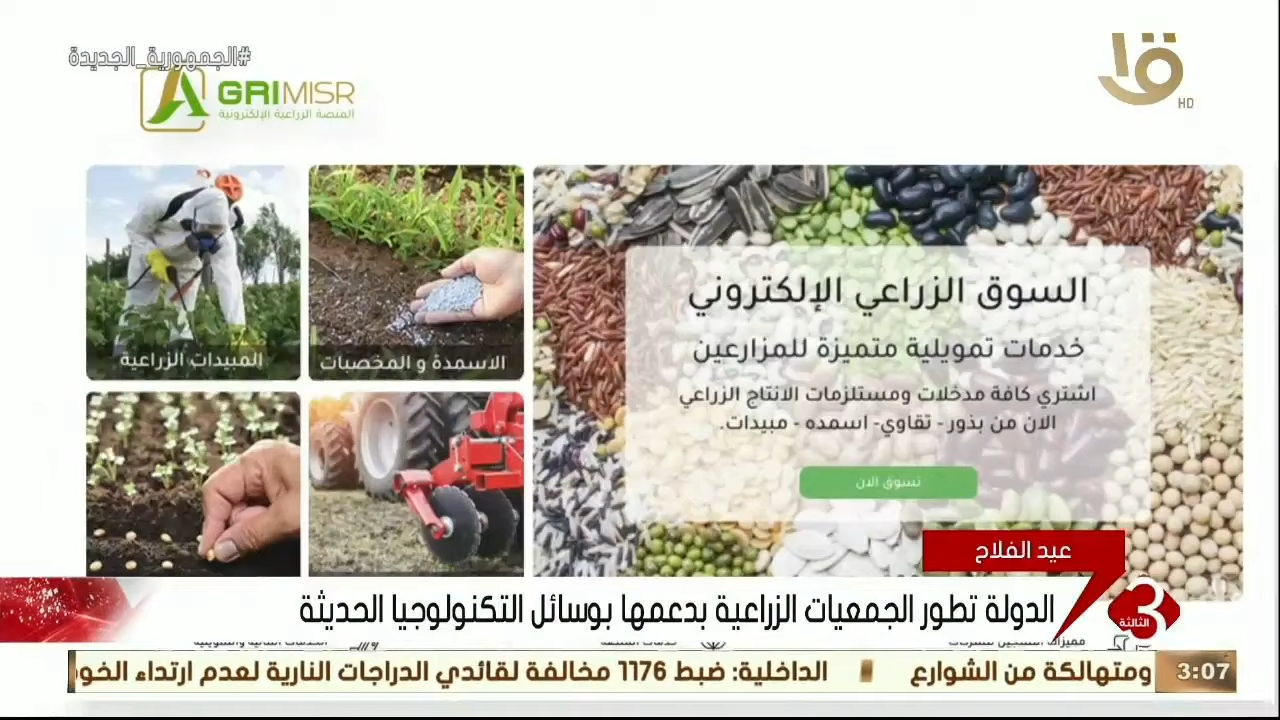 #الجمهورية_الجديدة
HD
AGRIMISR
المنصة الزراعية الإلكترونية
السوق الزراعي الإلكتروني
خدمات تمويلية متميزة للمزارعين
اشتري كافة مدخلات ومستلزمات الانتاج الزراعي
الان من بذور - تقاوي- اسمده - مبيدات.
تسوق الان
الاسمدة و المخصبات
المبيدات الزراعية
عيد الفلاح
3
الثالثة
الدولة تطور الجمعيات الزراعية بدعمها بوسائل التكنولوجيا الحديثة
3:07
ومتهالكة من الشوارع
الداخلية: ضبط 1176 مخالفة لقائدي الدراجات النارية لعدم ارتداء